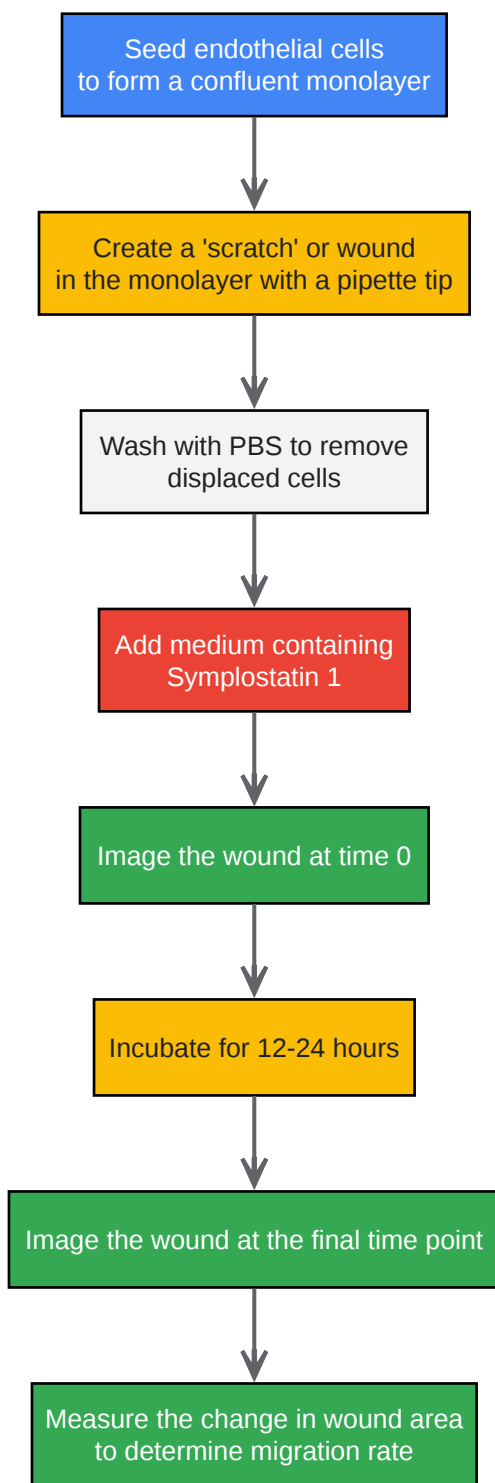 Seed endothelial cells
to form a confluent monolayer
Create a 'scratch' or wound
in the monolayer with a pipette tip
Wash with PBS to remove
displaced cells
Add medium containing
Symplostatin 1
Image the wound at time 0
Incubate for 12-24 hours
Image the wound at the final time point
Measure the change in wound area
to determine migration rate